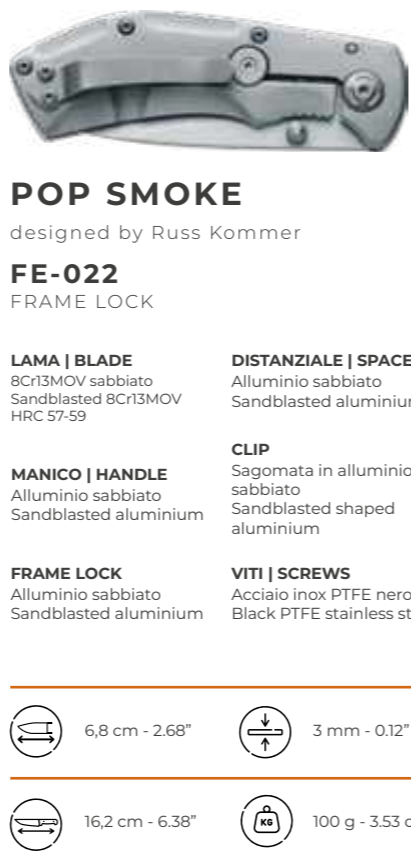 POP SMOKE
designed by Russ Kommer
FE-022
FRAME LOCK
LAMA | BLADE
8Cr13MOV sabbiato
Sandblasted 8Cr13MOV
HRC 57-59
DISTANZIALE | SPACE
Alluminio sabbiato
Sandblasted aluminiu
MANICO | HANDLE
Alluminio sabbiato
Sandblasted aluminium
CLIP
Sagomata in alluminio
sabbiato
Sandblasted shaped
aluminium
FRAME LOCK
Alluminio sabbiato
Sandblasted aluminium
VITI | SCREWS
Acciaio inox PTFE nero
Black PTFE stainless st
6,8 cm - 2.68”
3 mm - 0.12”
16,2 cm - 6.38”
KG
100 g - 3.53 o